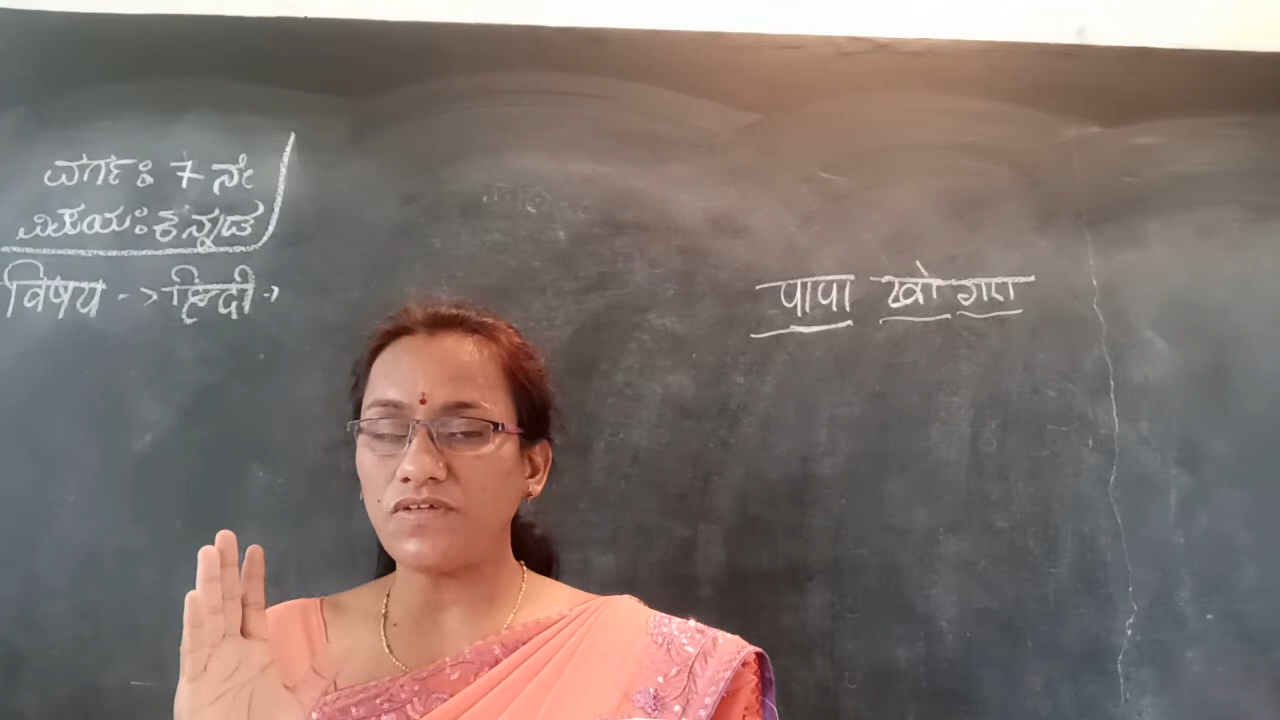 ವರ್ಗ: 7 ನೇ
ವಿಷಯ: ಕನ್ನಡ
विषय -> हिंदी ->
पापा खो गए